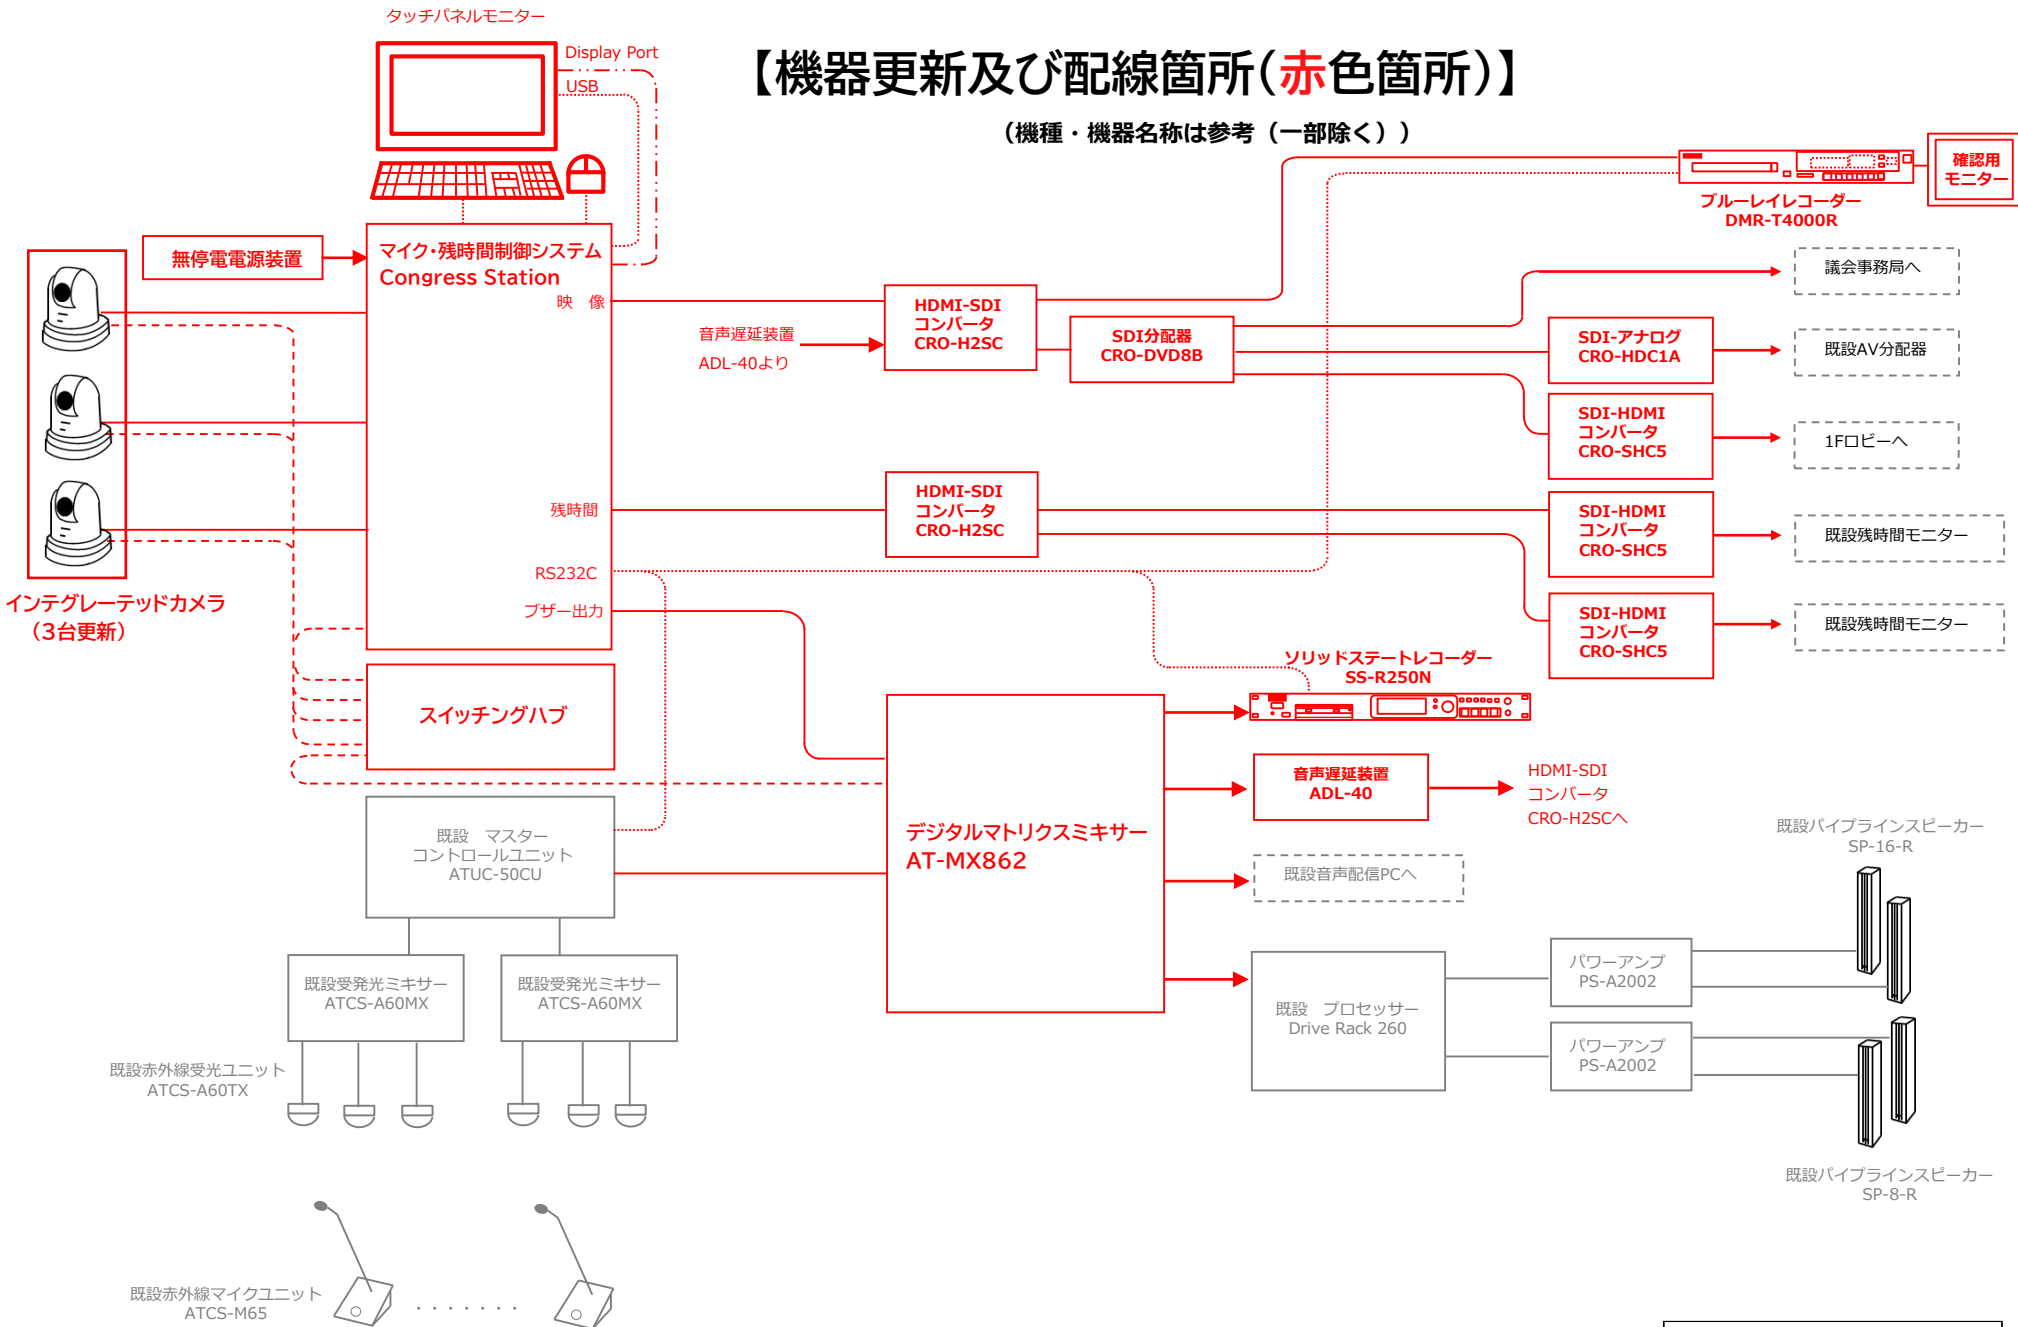 タッチパネルモニター
Display Port
USB
【機器更新及び配線箇所(赤色箇所)】
(機種・機器名称は参考（一部除く）)
確認用
モニター
ブルーレイレコーダー
DMR-T4000R
無停電電源装置
マイク・残時間制御システム
Congress Station
映　像
残時間
RS232C
ブザー出力
インテグレーテッドカメラ
（3台更新）
音声遅延装置
ADL-40より
HDMI-SDI
コンバータ
CRO-H2SC
SDI分配器
CRO-DVD8B
議会事務局へ
SDI-アナログ
CRO-HDC1A
既設AV分配器
SDI-HDMI
コンバータ
CRO-SHC5
1Fロビーへ
HDMI-SDI
コンバータ
CRO-H2SC
SDI-HDMI
コンバータ
CRO-SHC5
既設残時間モニター
SDI-HDMI
コンバータ
CRO-SHC5
既設残時間モニター
スイッチングハブ
ソリッドステートレコーダー
SS-R250N
デジタルマトリクスミキサー
AT-MX862
音声遅延装置
ADL-40
HDMI-SDI
コンバータ
CRO-H2SCへ
既設音声配信PCへ
既設　マスター
コントロールユニット
ATUC-50CU
既設受発光ミキサー
ATCS-A60MX
既設受発光ミキサー
ATCS-A60MX
既設赤外線受光ユニット
ATCS-A60TX
既設　プロセッサー
Drive Rack 260
パワーアンプ
PS-A2002
パワーアンプ
PS-A2002
既設パイプラインスピーカー
SP-16-R
既設パイプラインスピーカー
SP-8-R
既設赤外線マイクユニット
ATCS-M65
・・・・・・・